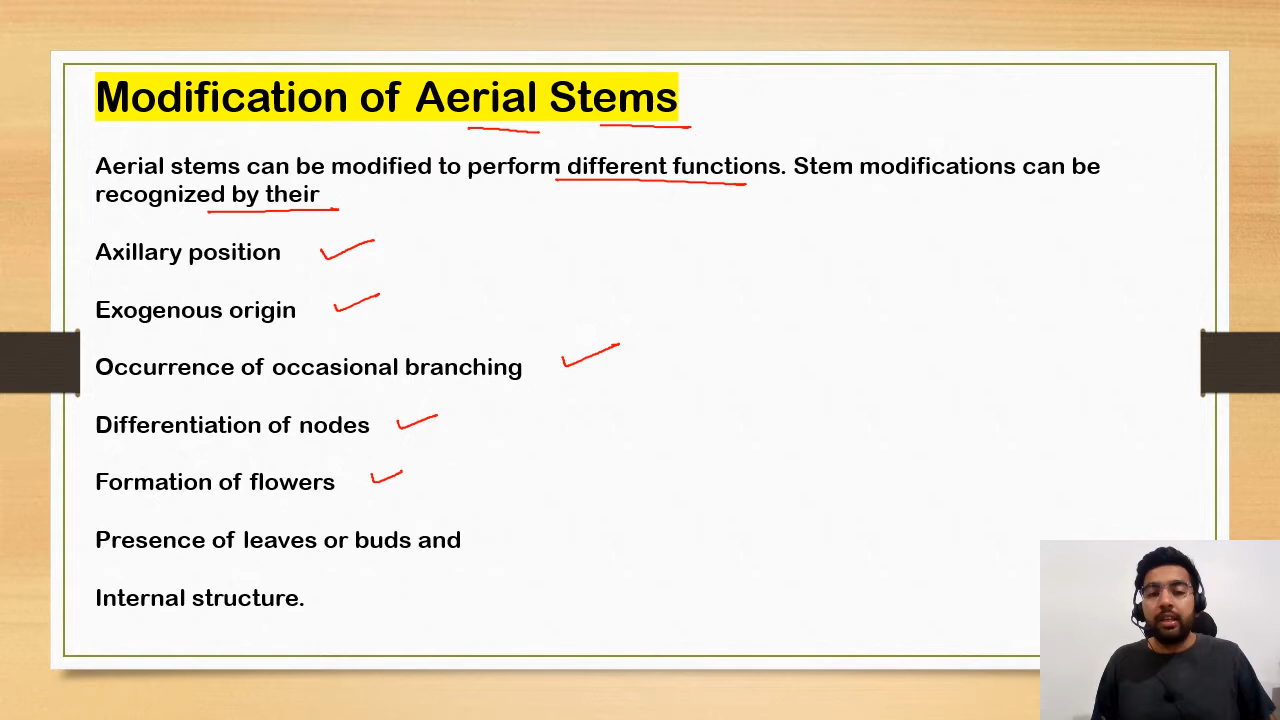 Modification of Aerial Stems
Aerial stems can be modified to perform different functions. Stem modifications can be
recognized by their
Axillary position
Exogenous origin
Occurrence of occasional branching
Differentiation of nodes
Formation of flowers
Presence of leaves or buds and
Internal structure.